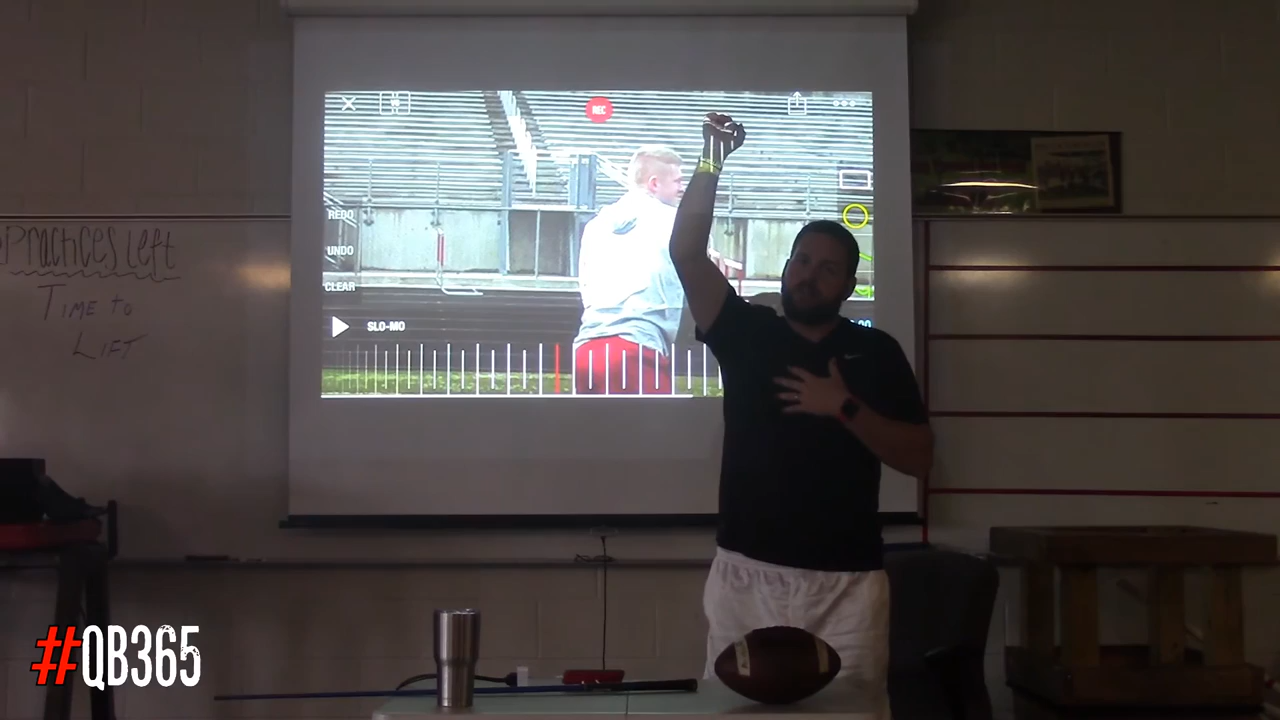 REC
REDO
UNDO
CLEAR
SLO-MO
Practices Left
Time to
Lift
#QB365